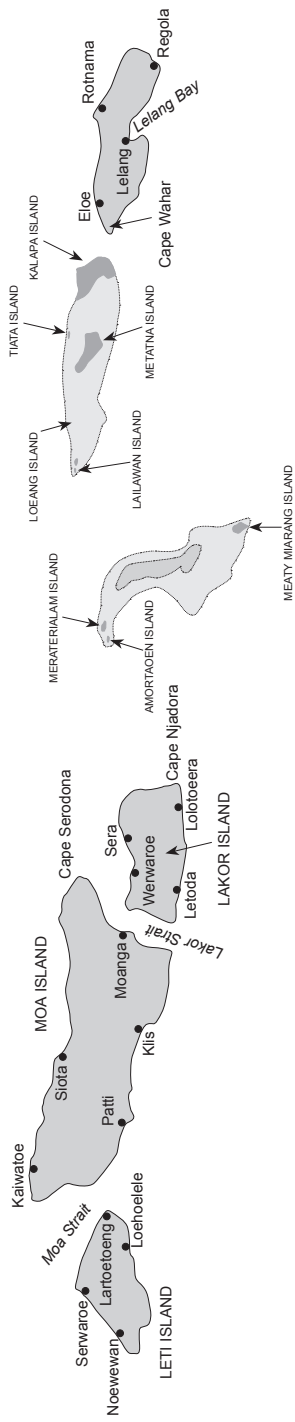 Serwaroe
Noewewan
Lartoetoeng
Loehoelele
LETI ISLAND
Moa Strait
Kaiwatoe
MOA ISLAND
Siota
Patti
Klis
Moanga
Cape Serodona
Lakor Strait
Sera
Werwaroe
Letoda
Lolotoeera
Cape Njadora
LAKOR ISLAND
MERATERIALAM ISLAND
AMORTAOEN ISLAND
MEATY MIARANG ISLAND
LOEANG ISLAND
LAILAWAN ISLAND
TIATA ISLAND
METATNA ISLAND
KALAPA ISLAND
Eloe
Cape Wahar
Lelang
Rotnama
Lelang Bay
Regola